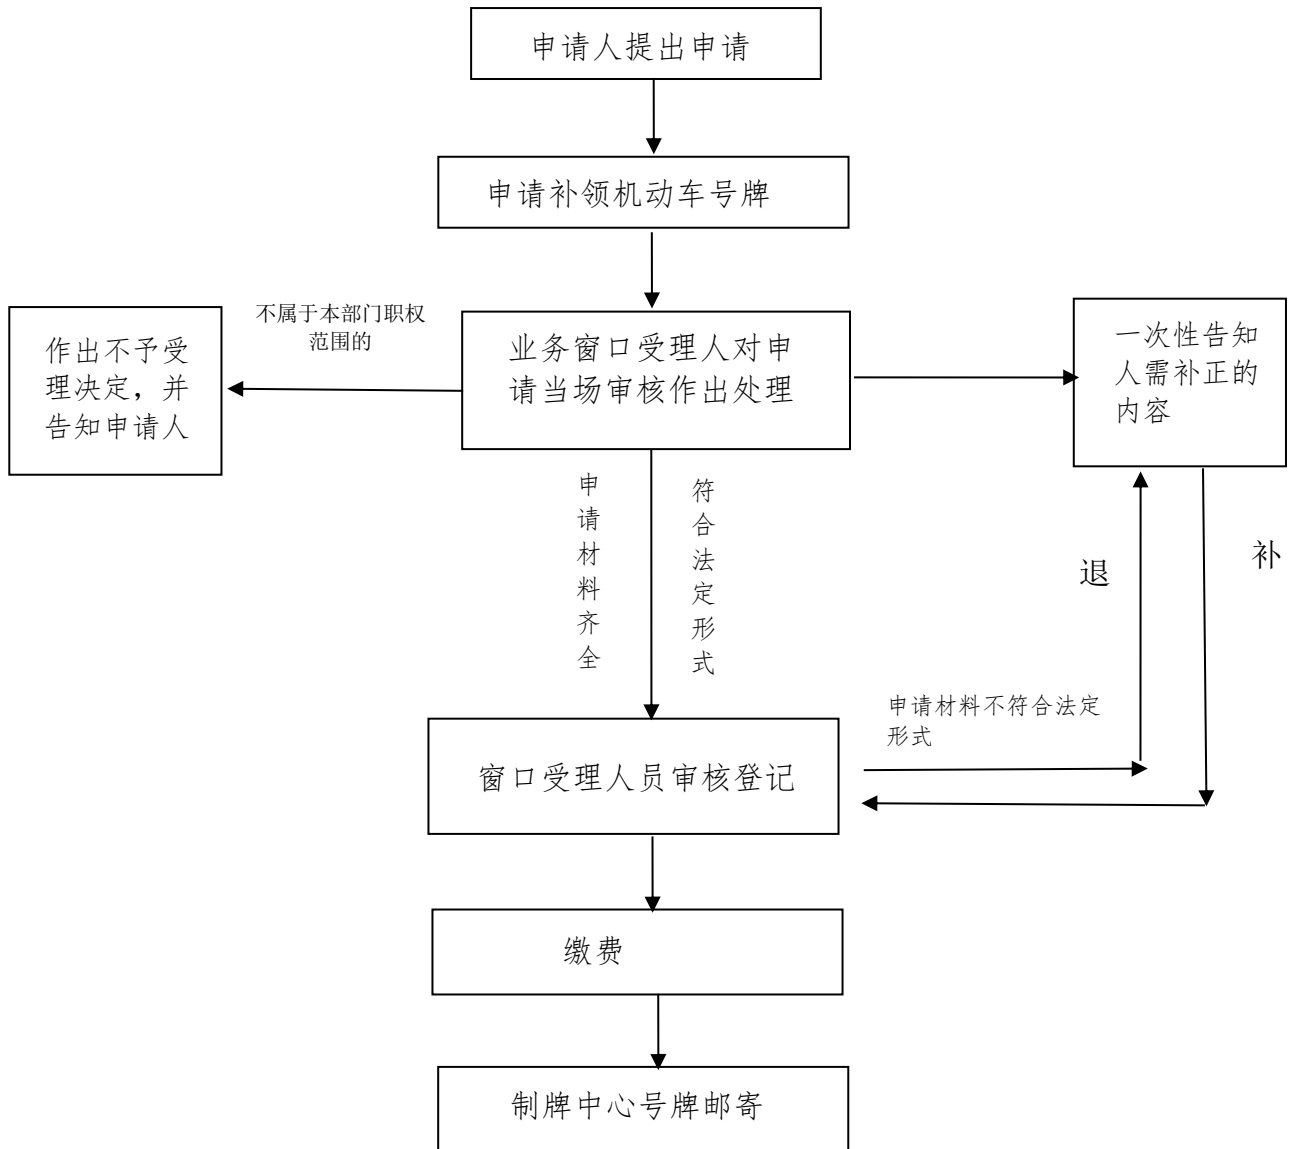 申请人提出申请
申请补领机动车号牌
不属于本部门职权
范围的
作出不予受
理决定，并
告知申请人
业务窗口受理人对申
请当场审核作出处理
一次性告知
人需补正的
内容
申请材料齐全
符合法定形式
退
补
申请材料不符合法定
形式
窗口受理人员审核登记
缴费
制牌中心号牌邮寄